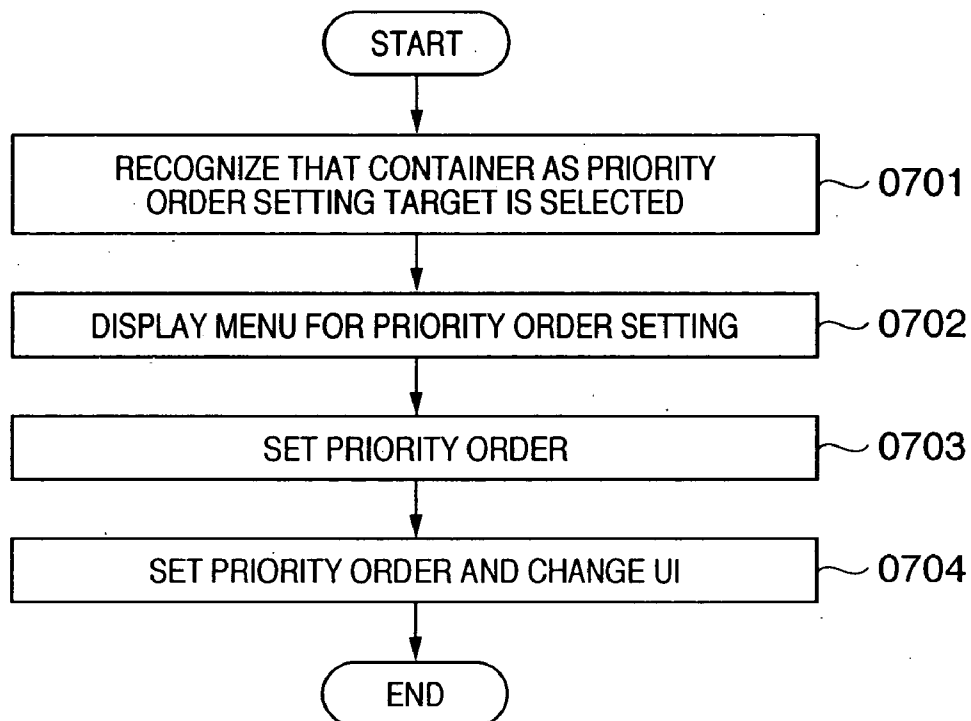 START
RECOGNIZE THAT CONTAINER AS PRIORITY
ORDER SETTING TARGET IS SELECTED
0701
DISPLAY MENU FOR PRIORITY ORDER SETTING
0702
SET PRIORITY ORDER
0703
SET PRIORITY ORDER AND CHANGE UI
0704
END